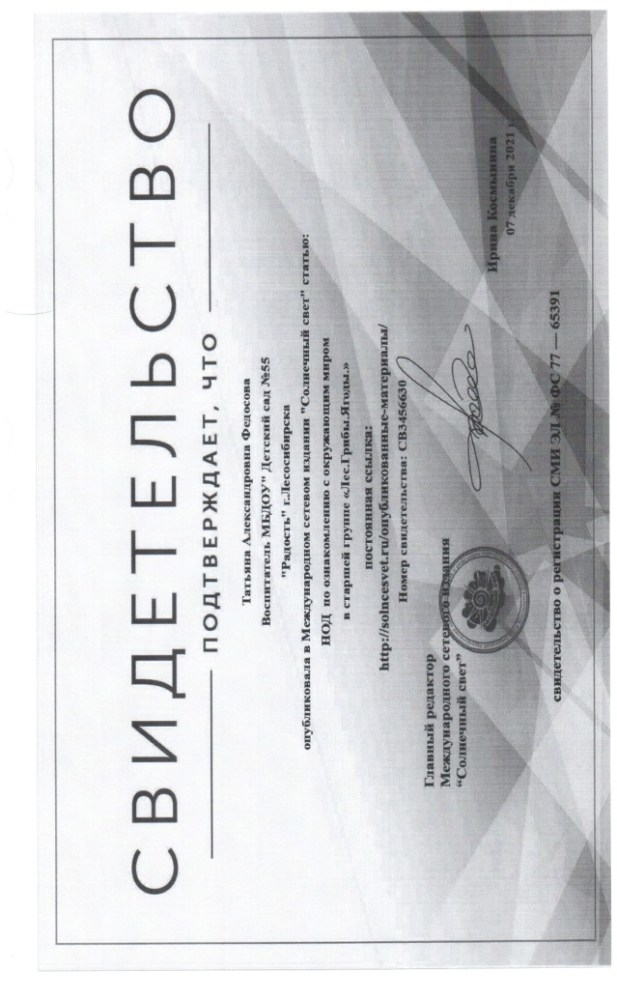 СВИДЕТЕЛЬСТВО
ПОДТВЕРЖДАЕТ, ЧТО
Татьяна Александровна Федосова
Воспитатель МБДОУ" Детский сад №55
"Радость" г.Лесосибирска
опубликовала в Международном сетевом издании "Солнечный свет" статью:
НОД по ознакомлению с окружающим миром
в старшей группе «Лес.Грибы.Ягоды.»
постоянная ссылка:
http://solncesvet.ru/опубликованные-материалы/
Номер свидетельства: СВ3456630
Главный редактор
Международного сетевого издания
“Солнечный свет”
Ирина Космынина
07 декабря 2021 г
свидетельство о регистрации СМИ ЭЛ № ФС 77 — 65391